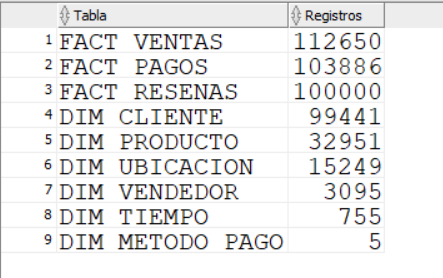 Tabla Registros
1 FACT VENTAS 112650
2 FACT PAGOS 103886
3 FACT RESENAS 100000
4 DIM CLIENTE 99441
5 DIM PRODUCTO 32951
6 DIM UBICACION 15249
7 DIM VENDEDOR 3095
8 DIM TIEMPO 755
9 DIM METODO PAGO 5